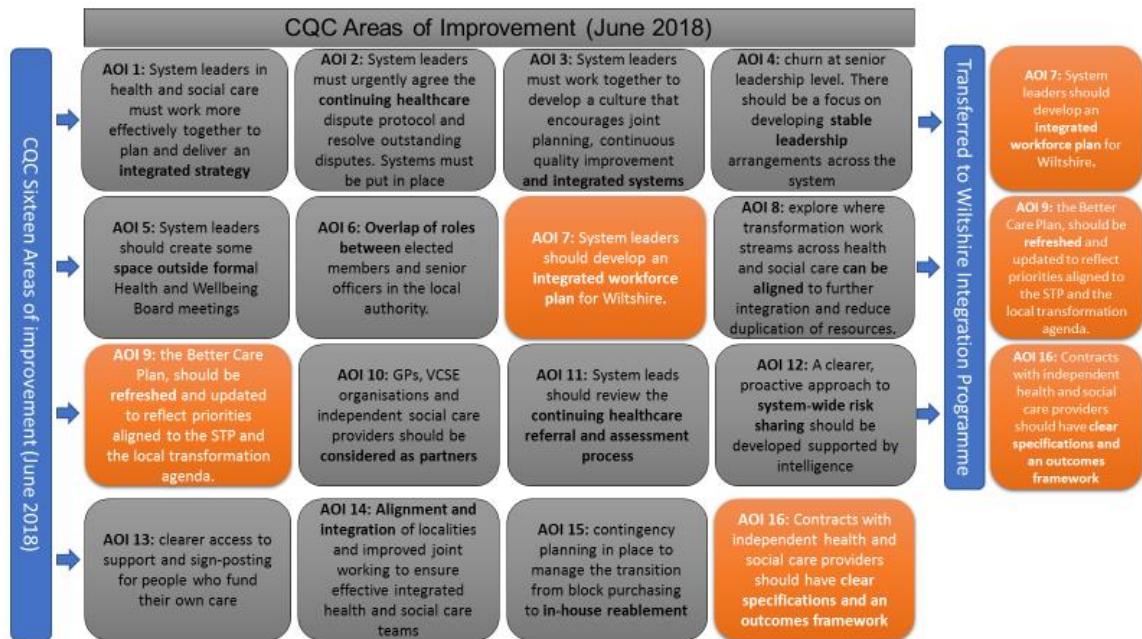 CQC Areas of Improvement (June 2018)
CQC Sixteen Areas of improvement (June 2018)
AOI 1: System leaders in
health and social care
must work more
effectively together to
plan and deliver an
integrated strategy
AOI 2: System leaders
must urgently agree the
continuing healthcare
dispute protocol and
resolve outstanding
disputes. Systems must
be put in place
AOI 3: System leaders
must work together to
develop a culture that
encourages joint
planning, continuous
quality improvement
and integrated systems
AOI 4: churn at senior
leadership level. There
should be a focus on
developing stable
leadership
arrangements across the
system
AOI 5: System leaders
should create some
space outside formal
Health and Wellbeing
Board meetings
AOI 6: Overlap of roles
between elected
members and senior
officers in the local
authority.
AOI 7: System leaders
should develop an
integrated workforce
plan for Wiltshire.
AOI 8: explore where
transformation work
streams across health
and social care can be
aligned to further
integration and reduce
duplication of resources.
AOI 9: the Better Care
Plan, should be
refreshed and updated
to reflect priorities
aligned to the STP and
the local transformation
agenda.
AOI 10: GPs, VCSE
organisations and
independent social care
providers should be
considered as partners
AOI 11: System leads
should review the
continuing healthcare
referral and assessment
process
AOI 12: A clearer,
proactive approach to
system-wide risk
sharing should be
developed supported by
intelligence
AOI 13: clearer access to
support and sign-posting
for people who fund
their own care
AOI 14: Alignment and
integration of localities
and improved joint
working to ensure
effective integrated
health and social care
teams
AOI 15: contingency
planning in place to
manage the transition
from block purchasing
to in-house reablement
AOI 16: Contracts with
independent health and
social care providers
should have clear
specifications and an
outcomes framework
Transferred to Wiltshire Integration Programme
AOI 7: System
leaders should
develop an
integrated
workforce plan for
Wiltshire.
AOI 9: the Better
Care Plan, should be
refreshed and
updated to reflect
priorities aligned to
the STP and the
local transformation
agenda.
AOI 16: Contracts
with independent
health and social
care providers
should have clear
specifications and
an outcomes
framework